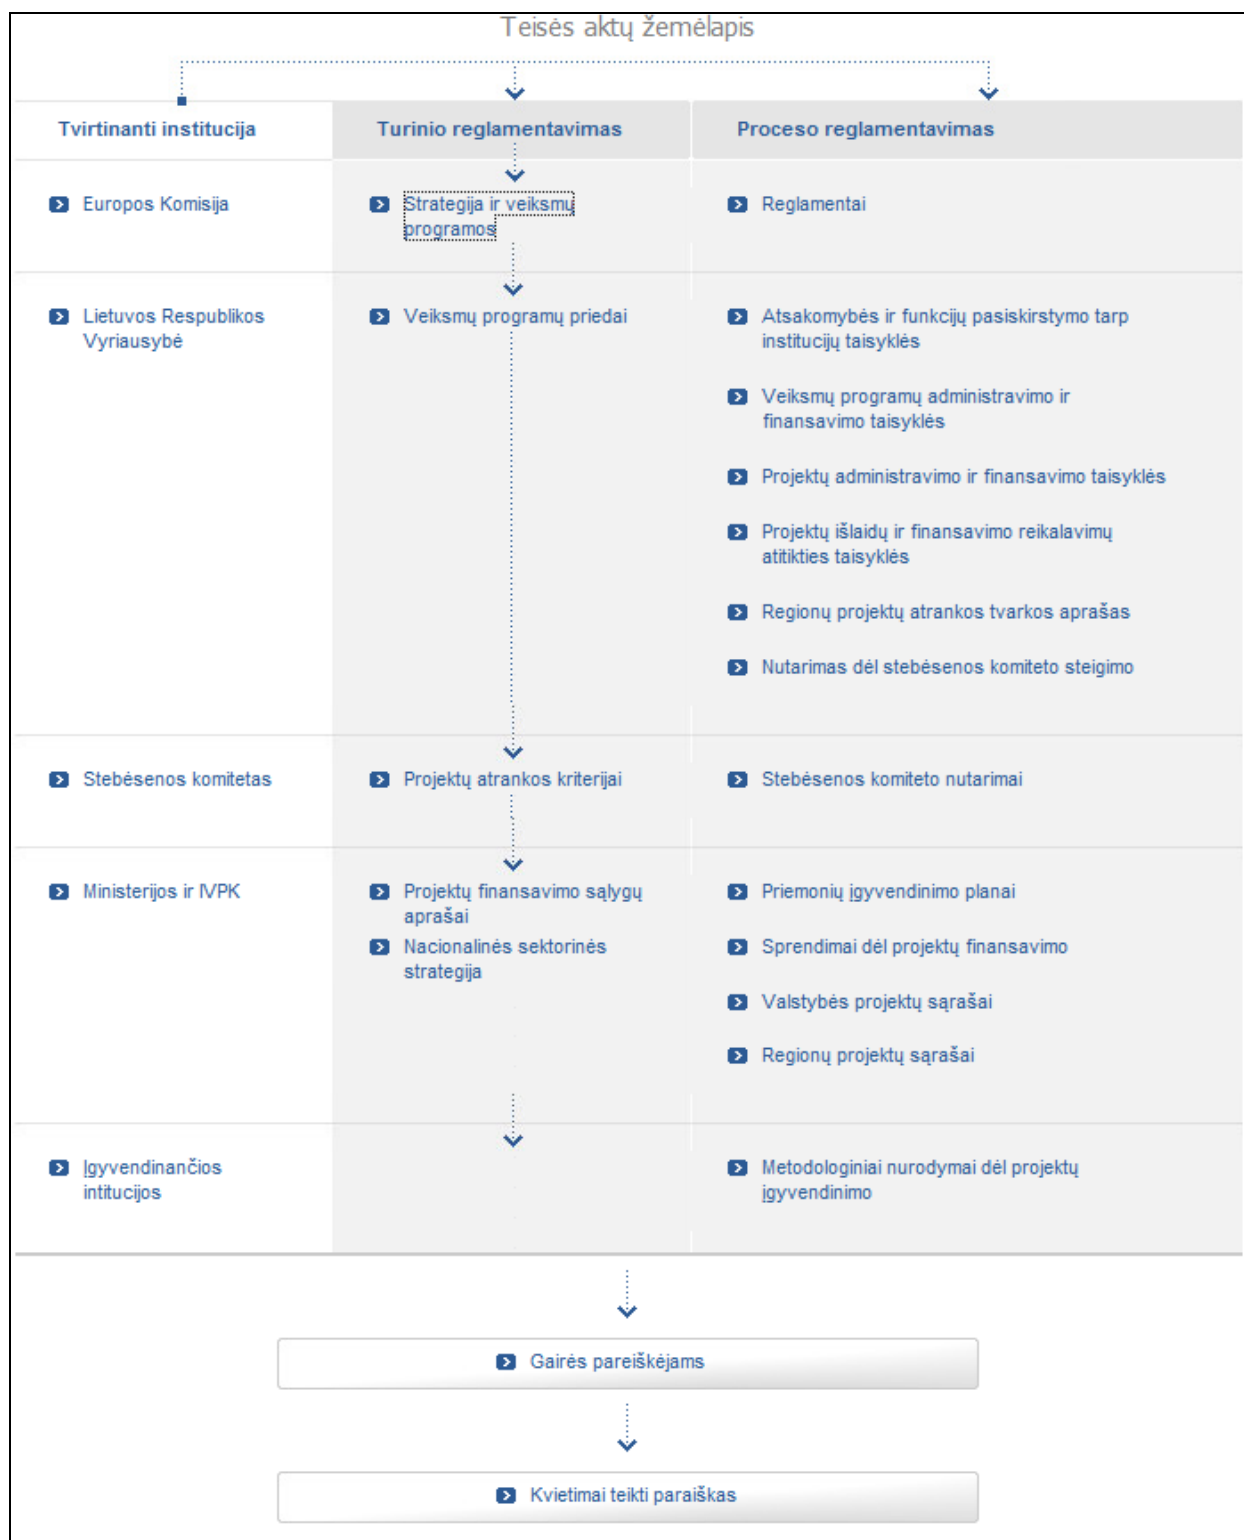 Teisės aktų žemėlapis
Tvirtinanti institucija
Turinio reglamentavimas
Proceso reglamentavimas
Europos Komisija
Strategija ir veiksmų
programos
Reglamentai
Lietuvos Respublikos
Vyriausybė
Veiksmų programų priedai
Atsakomybės ir funkcijų pasiskirstymo tarp
institucijų taisyklės
Veiksmų programų administravimo ir
finansavimo taisyklės
Projektų administravimo ir finansavimo taisyklės
Projektų išlaidų ir finansavimo reikalavimų
atitikties taisyklės
Regionų projektų atrankos tvarkos aprašas
Nutarimas dėl stebėsenos komiteto steigimo
Stebėsenos komitetas
Projektų atrankos kriterijai
Stebėsenos komiteto nutarimai
Ministerijos ir IVPK
Projektų finansavimo sąlygų
aprašai
Nacionalinės sektorinės
strategija
Priemonių įgyvendinimo planai
Sprendimai dėl projektų finansavimo
Valstybės projektų sąrašai
Regionų projektų sąrašai
Įgyvendinančios
intitucijos
Metodologiniai nurodymai dėl projektų
įgyvendinimo
Gairės pareiškėjams
Kvietimai teikti paraiškas